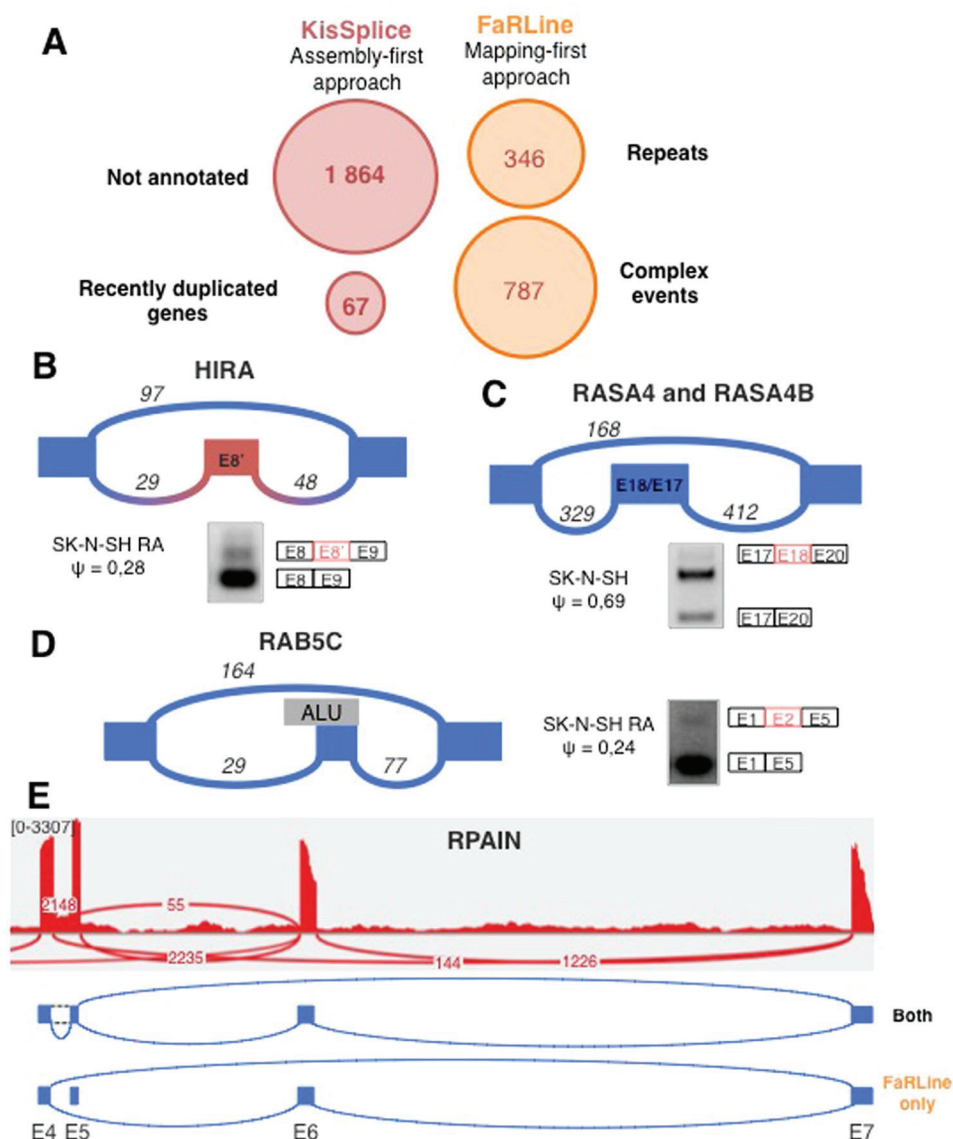 A
KisSplice
Assembly-first
approach
FaRLine
Mapping-first
approach
Not annotated
1 864
346
Repeats
Recently duplicated
genes
67
787
Complex
events
B
HIRA
97
E8'
29
48
SK-N-SH RA
ψ = 0,28
E8 E8' E9
E8 E9
C
RASA4 and RASA4B
168
E18/E17
329
412
SK-N-SH
ψ = 0,69
E17 E18 E20
E17 E20
D
RAB5C
164
ALU
29
77
SK-N-SH RA
ψ = 0,24
E1 E2 E5
E1 E5
E
[0-3307]
RPAIN
2148
55
2235
144
1226
Both
FaRLine
only
E4 E5 E6 E7